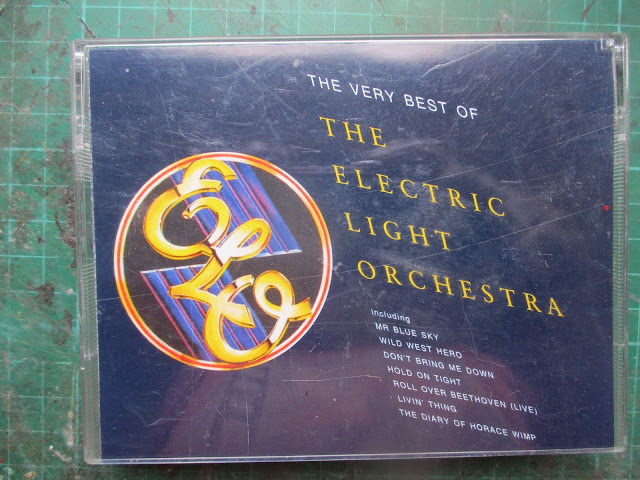 THE VERY BEST OF
THE
ELECTRIC
LIGHT
ORCHESTRA
ELO
including
MR BLUE SKY
WILD WEST HERO
DON'T BRING ME DOWN
HOLD ON TIGHT
ROLL OVER BEETHOVEN (LIVE)
LIVIN' THING
THE DIARY OF HORACE WIMP